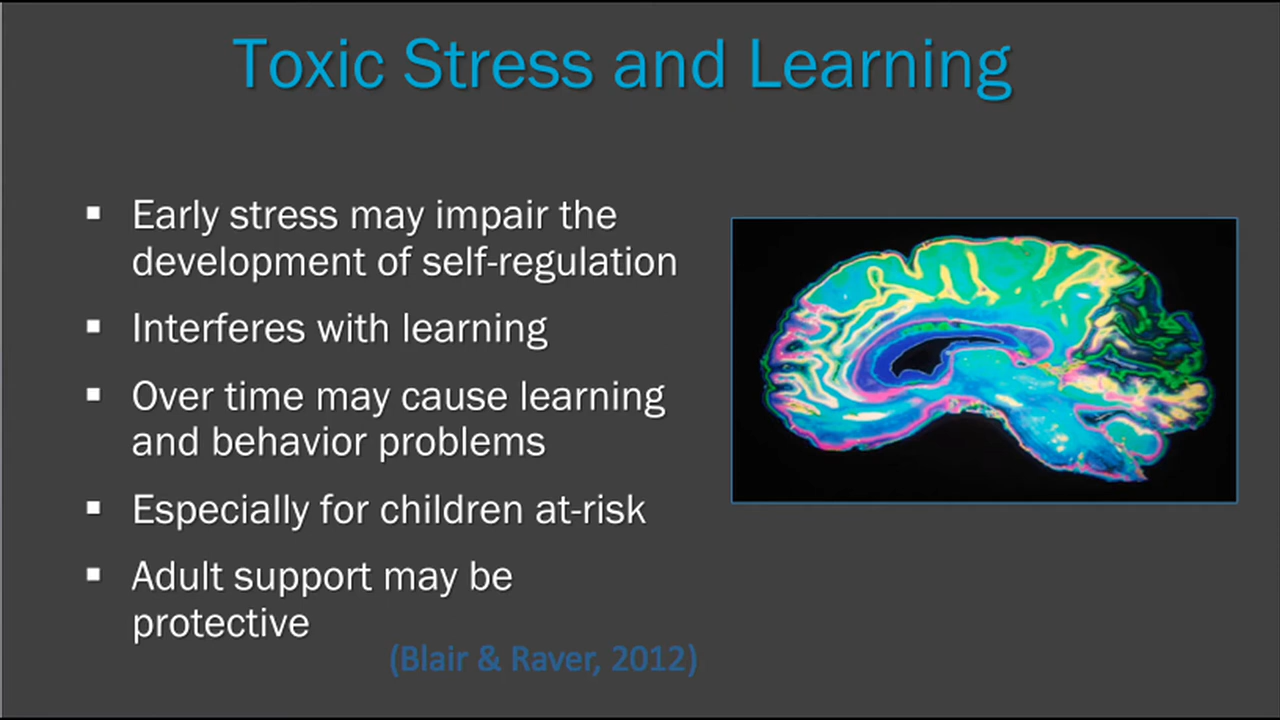 Toxic Stress and Learning
▪ Early stress may impair the
development of self-regulation
▪ Interferes with learning
▪ Over time may cause learning
and behavior problems
▪ Especially for children at-risk
▪ Adult support may be
protective
(Blair & Raver, 2012)